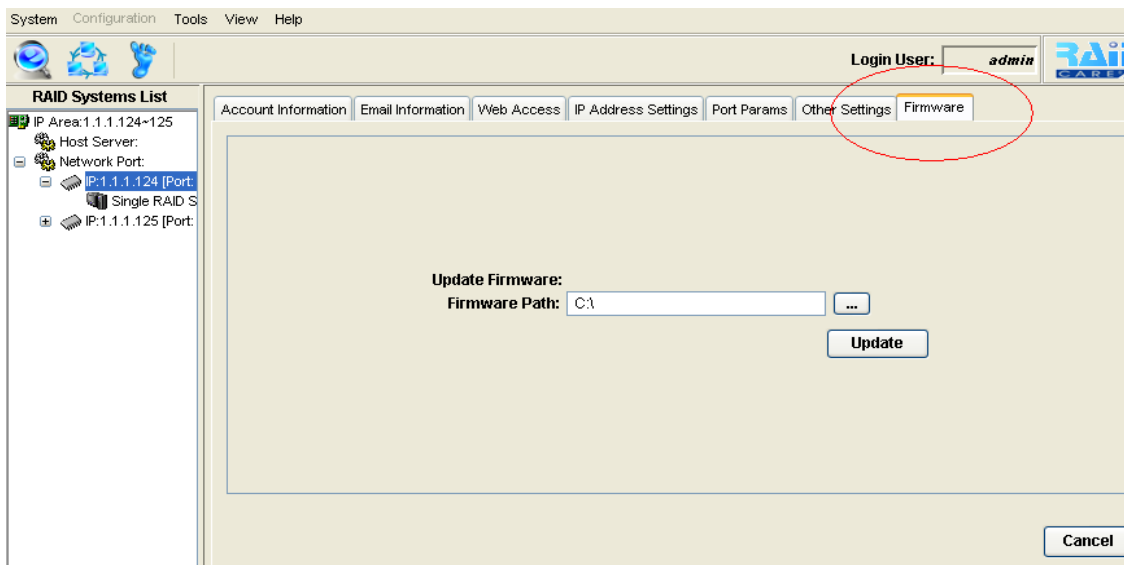 System Configuration Tools View Help
Login User: admin
CARE
RAID Systems List
Account Information Email Information Web Access IP Address Settings Port Params Other Settings Firmware
IP Area:1.1.1.124~125
Host Server:
Network Port:
IP:1.1.1.124 [Port:
Single RAID S
IP:1.1.1.125 [Port:
Update Firmware:
Firmware Path: C:\ ...
Update
Cancel